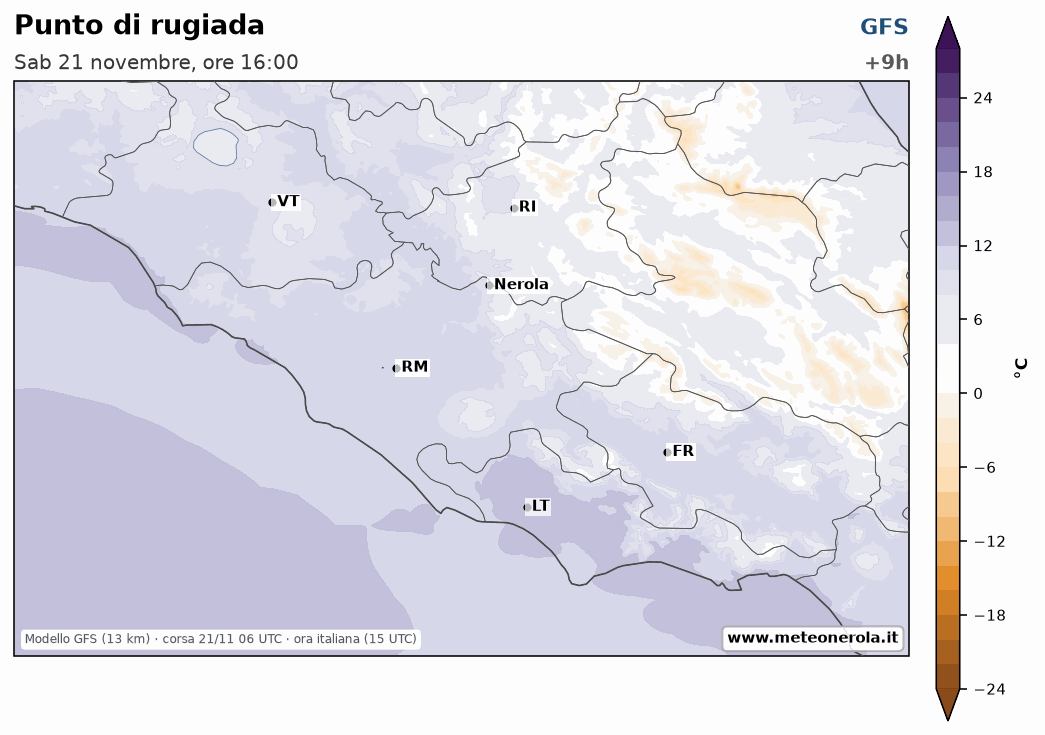 Punto di rugiada
GFS
Sab 21 novembre, ore 16:00
+9h
24
18
12
6
0
−6
−12
−18
−24
°C
VT
RI
Nerola
RM
FR
LT
Modello GFS (13 km) · corsa 21/11 06 UTC · ora italiana (15 UTC)
www.meteonerola.it